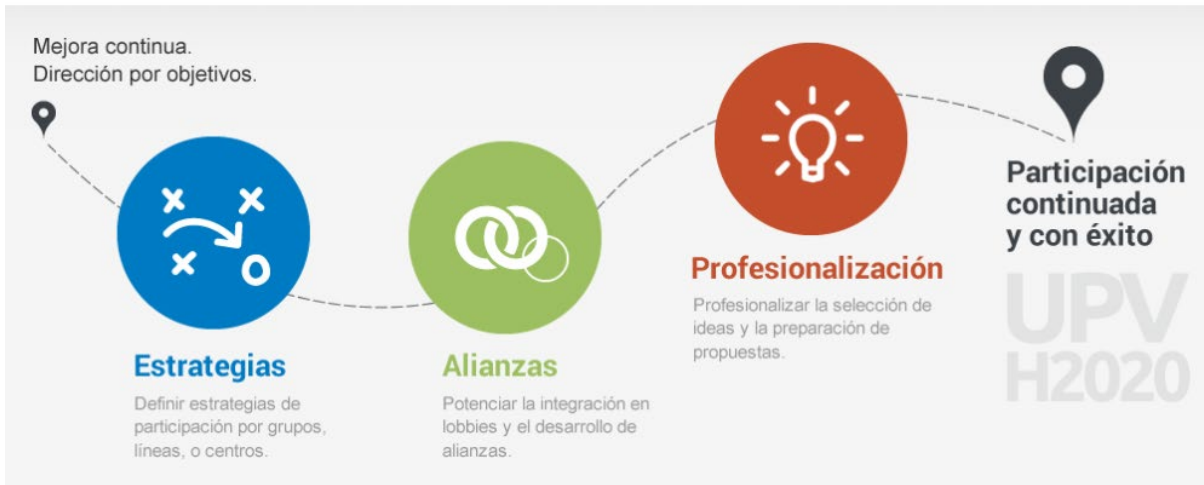 Mejora continua.
Dirección por objetivos.
Estrategias
Definir estrategias de
participación por grupos,
líneas, o centros.
Alianzas
Potenciar la integración en
lobbies y el desarrollo de
alianzas.
Profesionalización
Profesionalizar la selección de
ideas y la preparación de
propuestas.
Participación
continuada
y con éxito
UPV
H2020